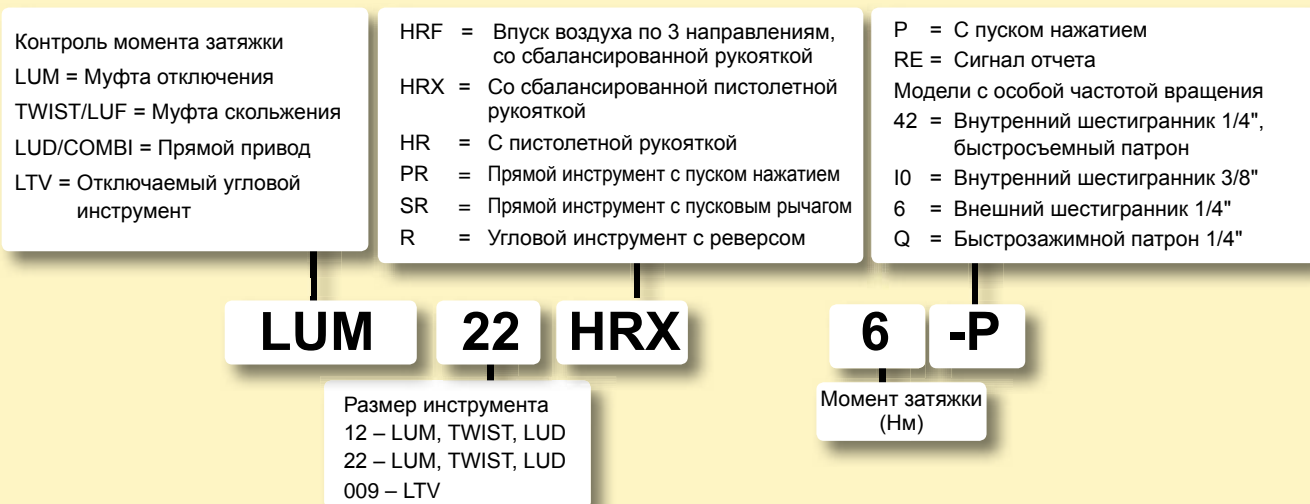 Контроль момента затяжки
LUM = Муфта отключения
TWIST/LUF = Муфта скольжения
LUD/COMBI = Прямой привод
LTV = Отключаемый угловой
инструмент
HRF = Впуск воздуха по 3 направлениям,
со сбалансированной рукояткой
HRX = Со сбалансированной пистолетной
рукояткой
HR = С пистолетной рукояткой
PR = Прямой инструмент с пуском нажатием
SR = Прямой инструмент с пусковым рычагом
R = Угловой инструмент с реверсом
P = С пуском нажатием
RE = Сигнал отчета
Модели с особой частотой вращения
42 = Внутренний шестигранник 1/4",
быстросъемный патрон
I0 = Внутренний шестигранник 3/8"
6 = Внешний шестигранник 1/4"
Q = Быстрозажимной патрон 1/4"
LUM 22 HRX 6 -P
Размер инструмента
12 – LUM, TWIST, LUD
22 – LUM, TWIST, LUD
009 – LTV
Момент затяжки
(Нм)